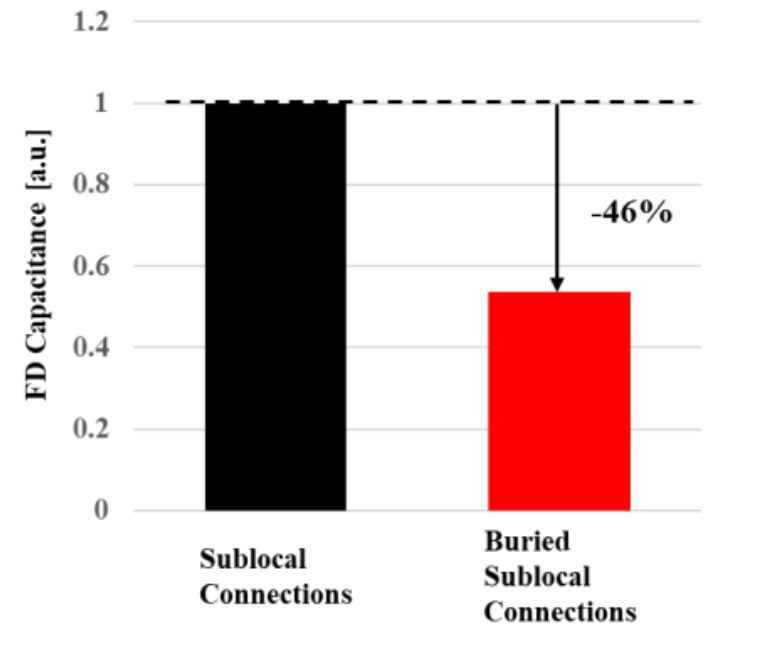 1.2
1
0.8
0.6
0.4
0.2
0
FD Capacitance [a.u.]
-46%
Sublocal
Connections
Buried
Sublocal
Connections